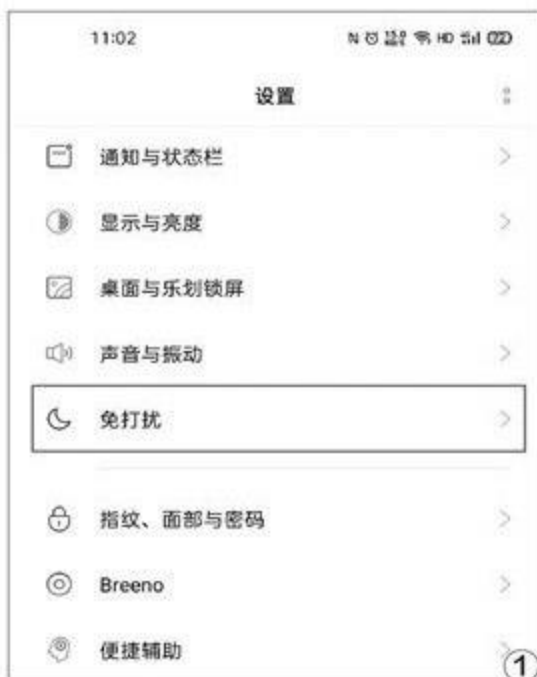 11:02 HD
设置
通知与状态栏
显示与亮度
桌面与乐划锁屏
声音与振动
免打扰
指纹、面部与密码
Breeno
便捷辅助
①